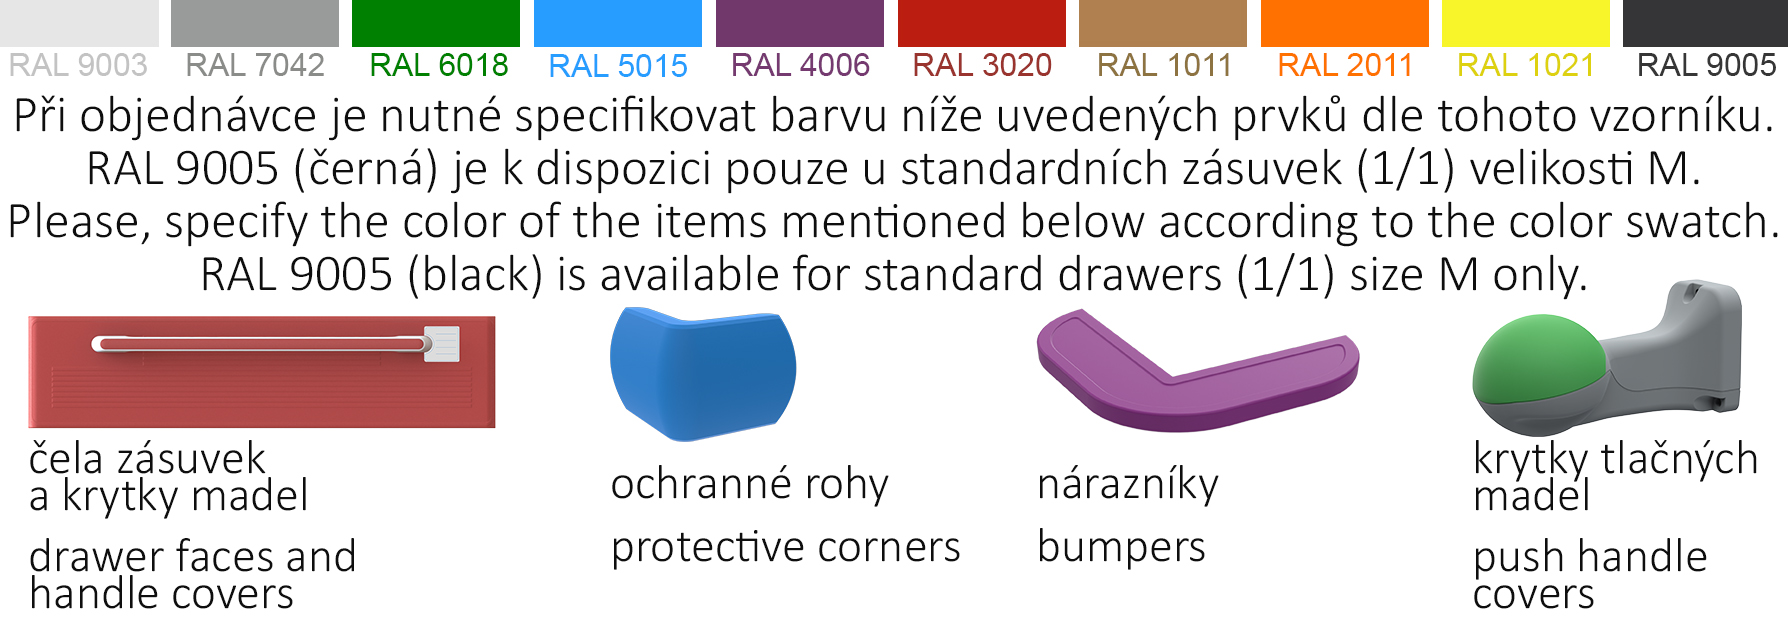 RAL 9003 RAL 7042 RAL 6018 RAL 5015 RAL 4006 RAL 3020 RAL 1011 RAL 2011 RAL 1021 RAL 9005
Při objednávce je nutné specifikovat barvu níže uvedených prvků dle tohoto vzorníku.
RAL 9005 (černá) je k dispozici pouze u standardních zásuvek (1/1) velikosti M.
Please, specify the color of the items mentioned below according to the color swatch.
RAL 9005 (black) is available for standard drawers (1/1) size M only.
čela zásuvek
a krytky madel
drawer faces and
handle covers
ochranné rohy
protective corners
nárazníky
bumpers
krytky tlačných
madel
push handle
covers